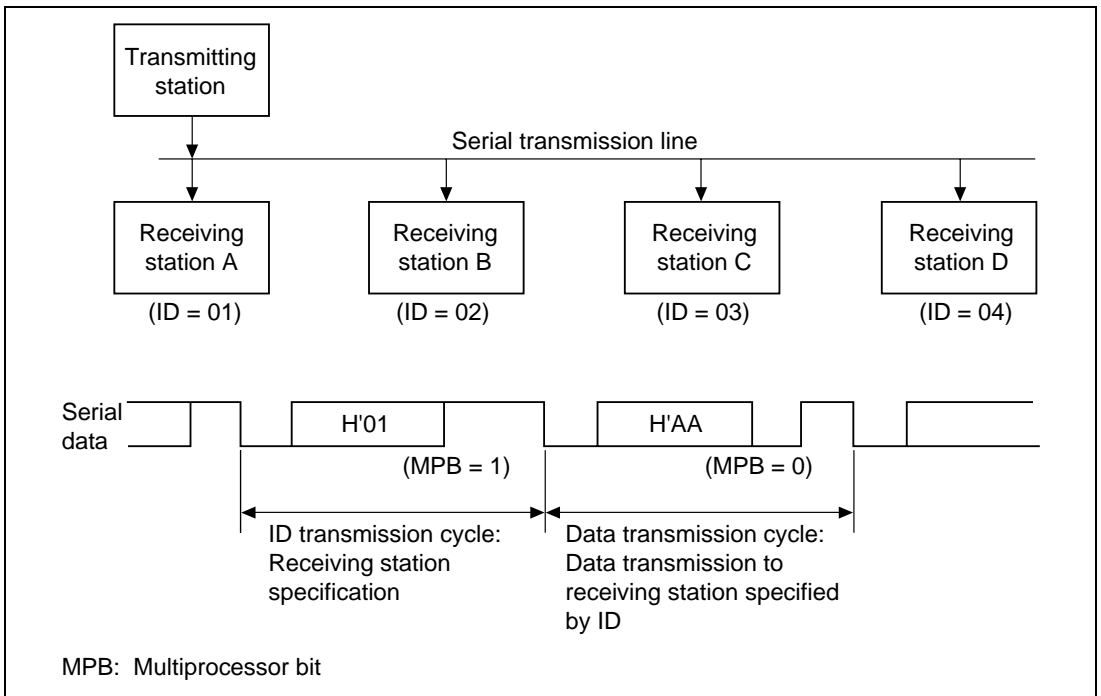 Transmitting
station
Serial transmission line
Receiving
station A
(ID = 01)
Receiving
station B
(ID = 02)
Receiving
station C
(ID = 03)
Receiving
station D
(ID = 04)
Serial
data
H'01
H'AA
(MPB = 1)
(MPB = 0)
ID transmission cycle:
Receiving station
specification
Data transmission cycle:
Data transmission to
receiving station specified
by ID
MPB: Multiprocessor bit